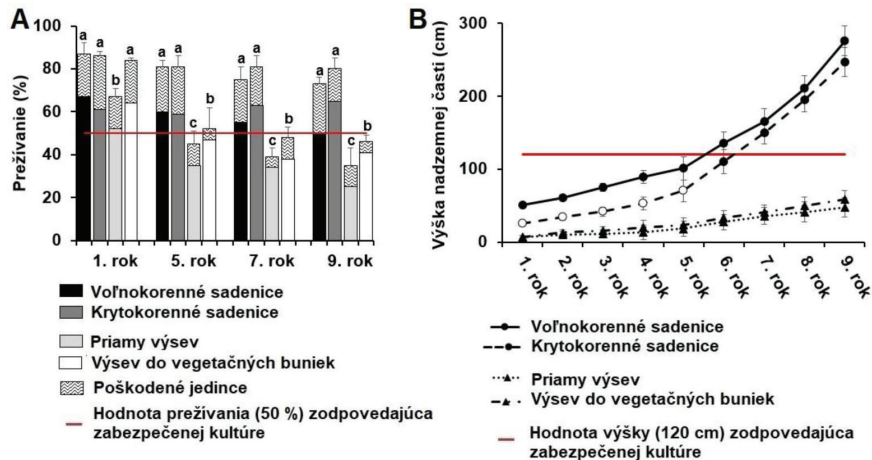 A
Prežívanie (%)
100
80
60
40
20
0
a a b a
a a c b
a a c b
a a c b
1. rok 5. rok 7. rok 9. rok
Voľnokorenné sadenice
Krytokorenné sadenice
Priamy výsev
Výsev do vegetačných buniek
Poškodené jedince
Hodnota prežívania (50 %) zodpovedajúca
zabezpečenej kultúre
B
Výška nadzemnej časti (cm)
300
200
100
0
1. rok 2. rok 3. rok 4. rok 5. rok 6. rok 7. rok 8. rok 9. rok
Voľnokorenné sadenice
Krytokorenné sadenice
Priamy výsev
Výsev do vegetačných buniek
Hodnota výšky (120 cm) zodpovedajúca
zabezpečenej kultúre